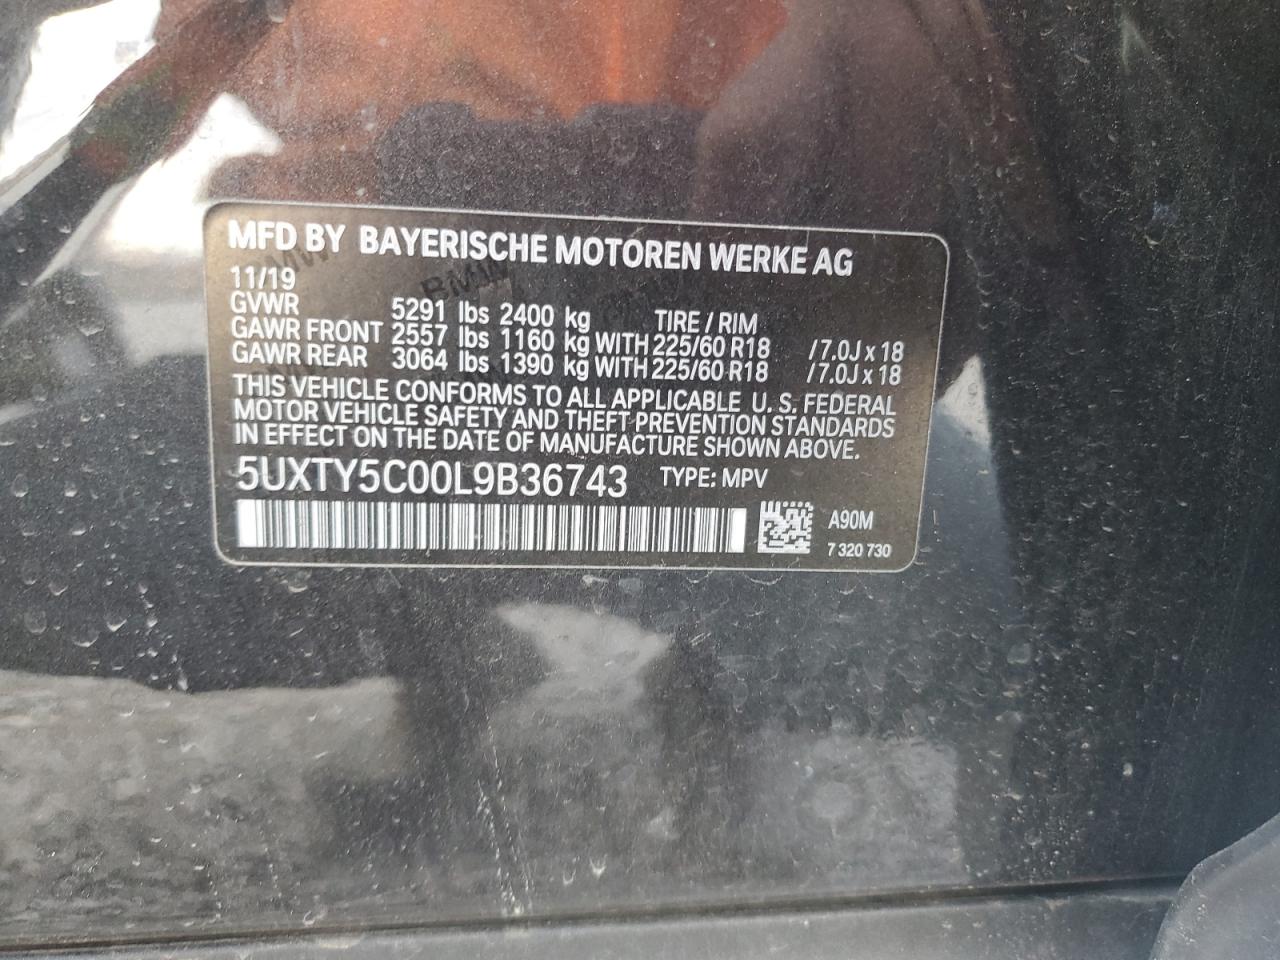 MFD BY BAYERISCHE MOTOREN WERKE AG
11/19
GVWR 5291 lbs 2400 kg TIRE / RIM
GAWR FRONT 2557 lbs 1160 kg WITH 225/60 R18 / 7.0J x 18
GAWR REAR 3064 lbs 1390 kg WITH 225/60 R18 / 7.0J x 18
THIS VEHICLE CONFORMS TO ALL APPLICABLE U. S. FEDERAL
MOTOR VEHICLE SAFETY AND THEFT PREVENTION STANDARDS
IN EFFECT ON THE DATE OF MANUFACTURE SHOWN ABOVE.
5UXTY5C00L9B36743 TYPE: MPV
A90M
7 320 730